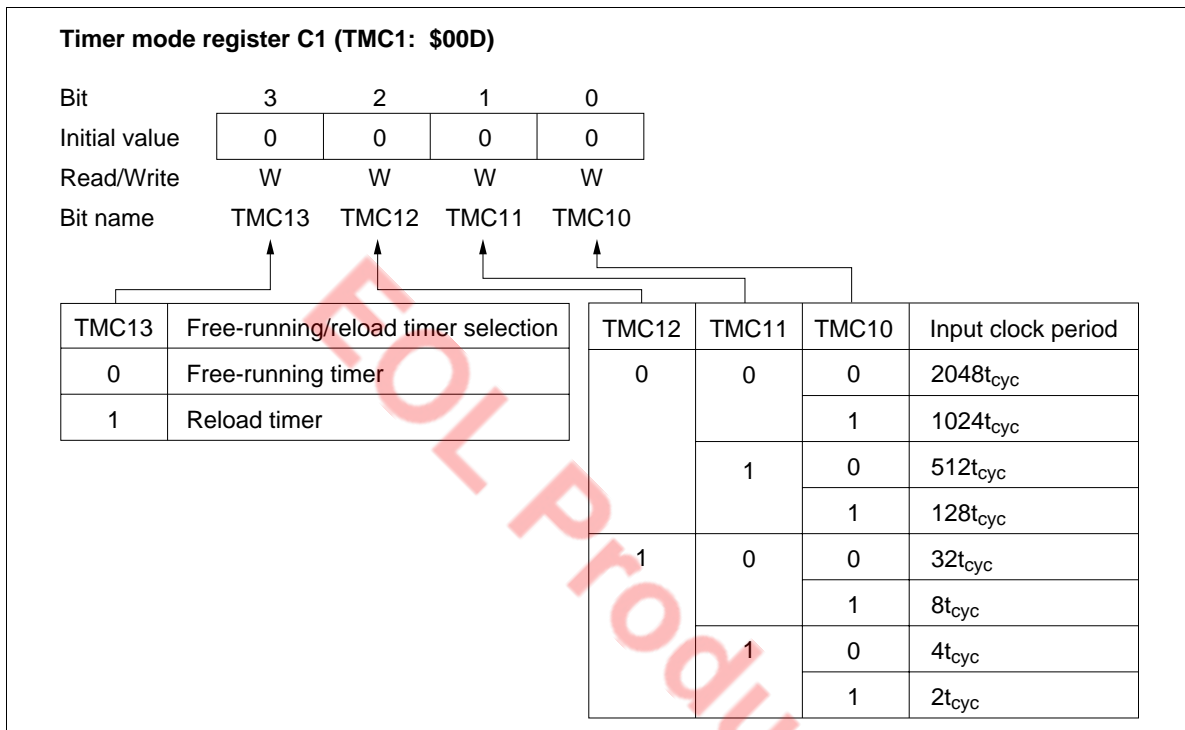 Timer mode register C1 (TMC1: $00D)
Bit 3 2 1 0
Initial value 0 0 0 0
Read/Write W W W W
Bit name TMC13 TMC12 TMC11 TMC10
TMC13 Free-running/reload timer selection
0 Free-running timer
1 Reload timer
TMC12 TMC11 TMC10 Input clock period
0 0 0 2048tcyc
1 1024tcyc
1 0 512tcyc
1 128tcyc
1 0 0 32tcyc
1 8tcyc
1 0 4tcyc
1 2tcyc
EOL Produ